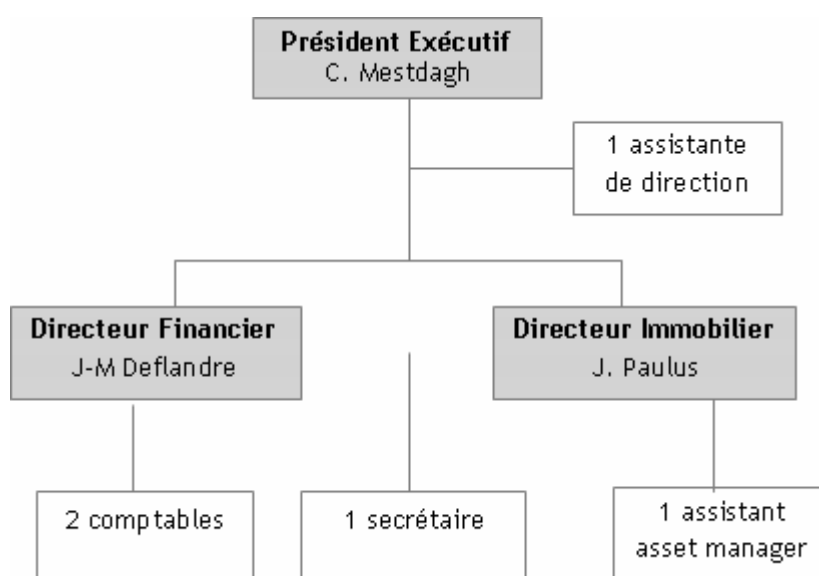 Président Exécutif
C. Mestdagh
1 assistante
de direction
Directeur Financier
J-M Deflandre
Directeur Immobilier
J. Paulus
2 comptables
1 secrétaire
1 assistant
asset manager